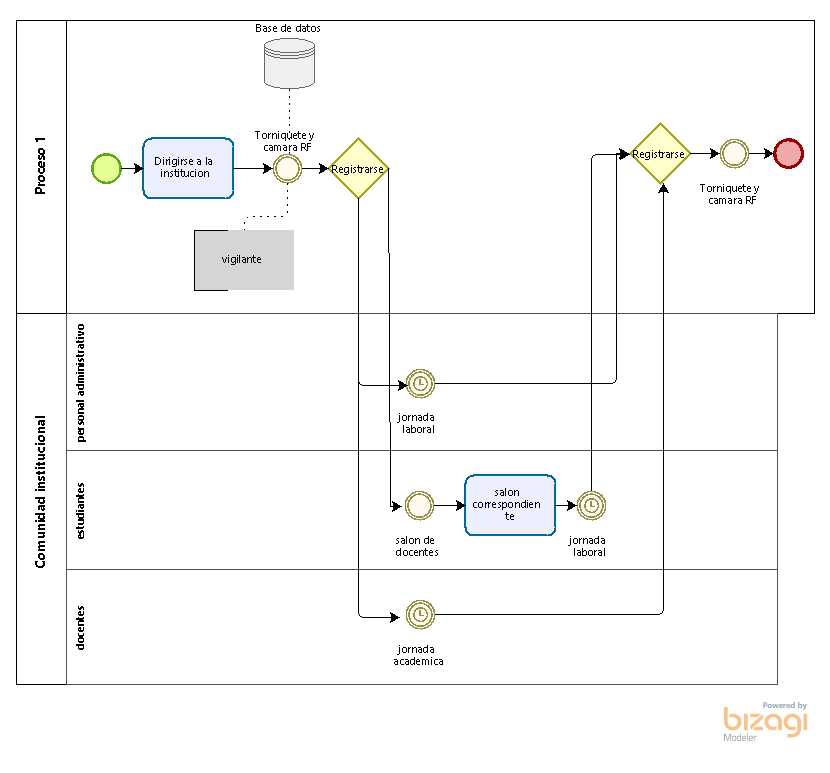 Proceso 1
Base de datos
Dirigirse a la
institucion
Torniquete y
camara RF
Registrarse
vigilante
Registrarse
Torniquete y
camara RF
Comunidad institucional
personal administrativo
jornada
laboral
estudiantes
salon de
docentes
salon
correspondien
te
jornada
laboral
docentes
jornada
academica
Powered by
bizagi
Modeler